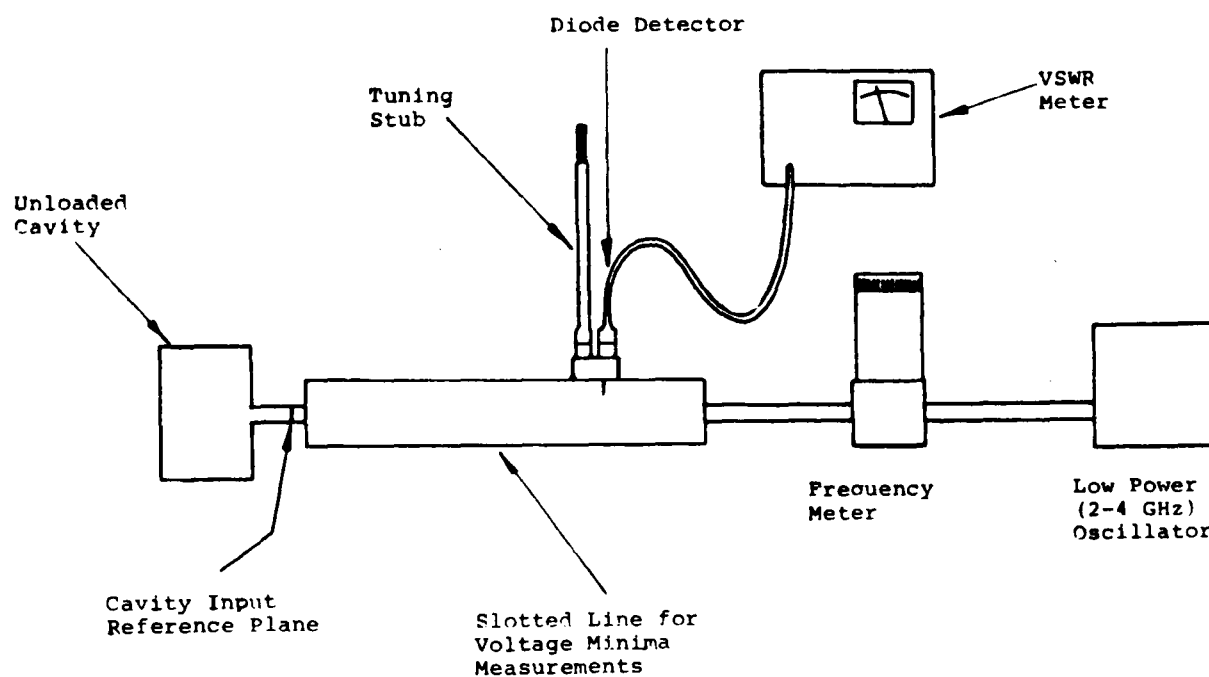 Diode Detector
Tuning
Stub
VSWR
Meter
Unloaded
Cavity
Frequency
Meter
Low Power
(2-4 GHz)
Oscillator
Cavity Input
Reference Plane
Slotted Line for
Voltage Minima
Measurements